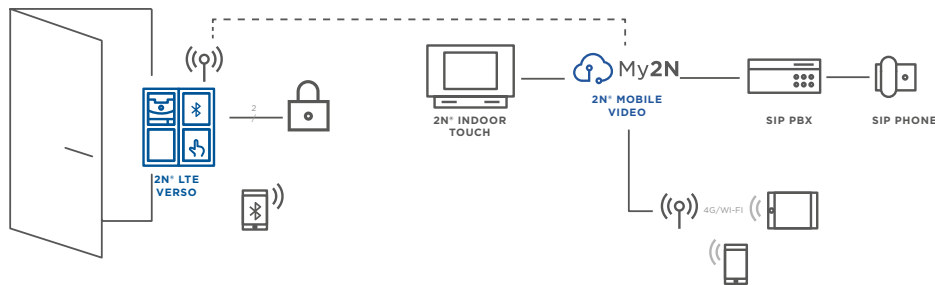 2
My2N
2N® INDOOR
TOUCH
2N® MOBILE
VIDEO
SIP PBX
SIP PHONE
2N® LTE
VERSO
4G/WI-FI